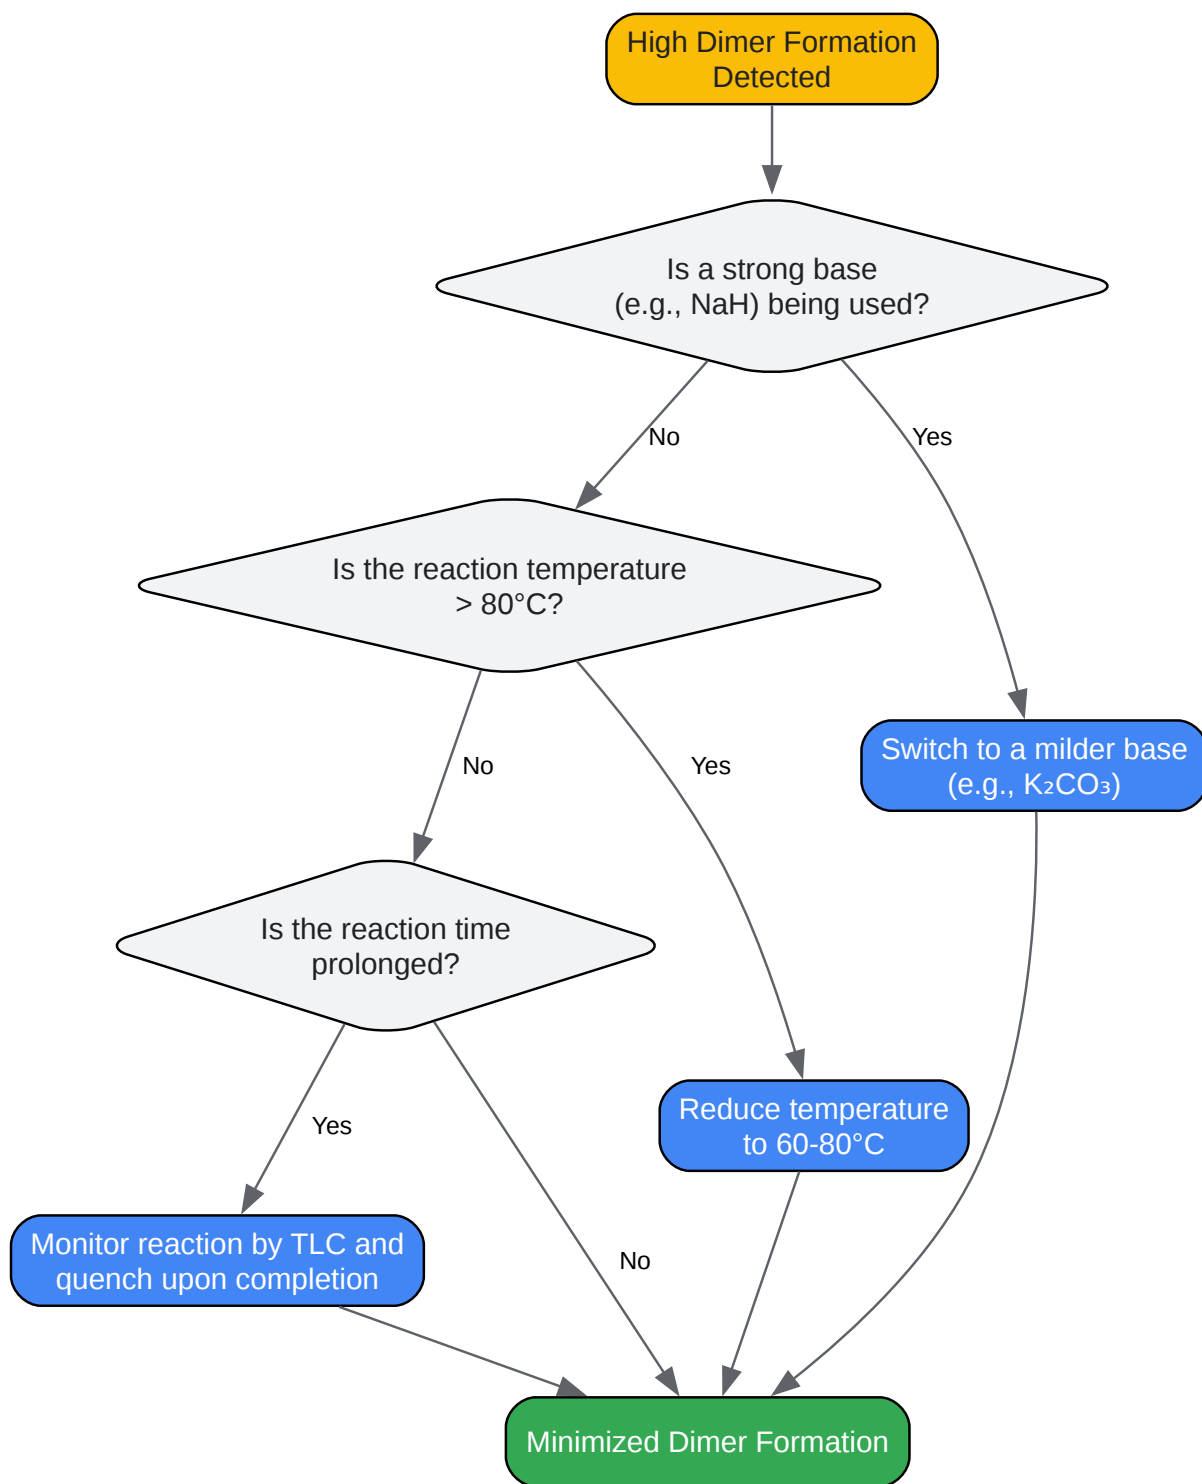 High Dimer Formation
Detected
Is a strong base
(e.g., NaH) being used?
No
Yes
Is the reaction temperature
> 80°C?
No
Yes
Switch to a milder base
(e.g., K₂CO₃)
Is the reaction time
prolonged?
Yes
No
Reduce temperature
to 60-80°C
Monitor reaction by TLC and
quench upon completion
Minimized Dimer Formation